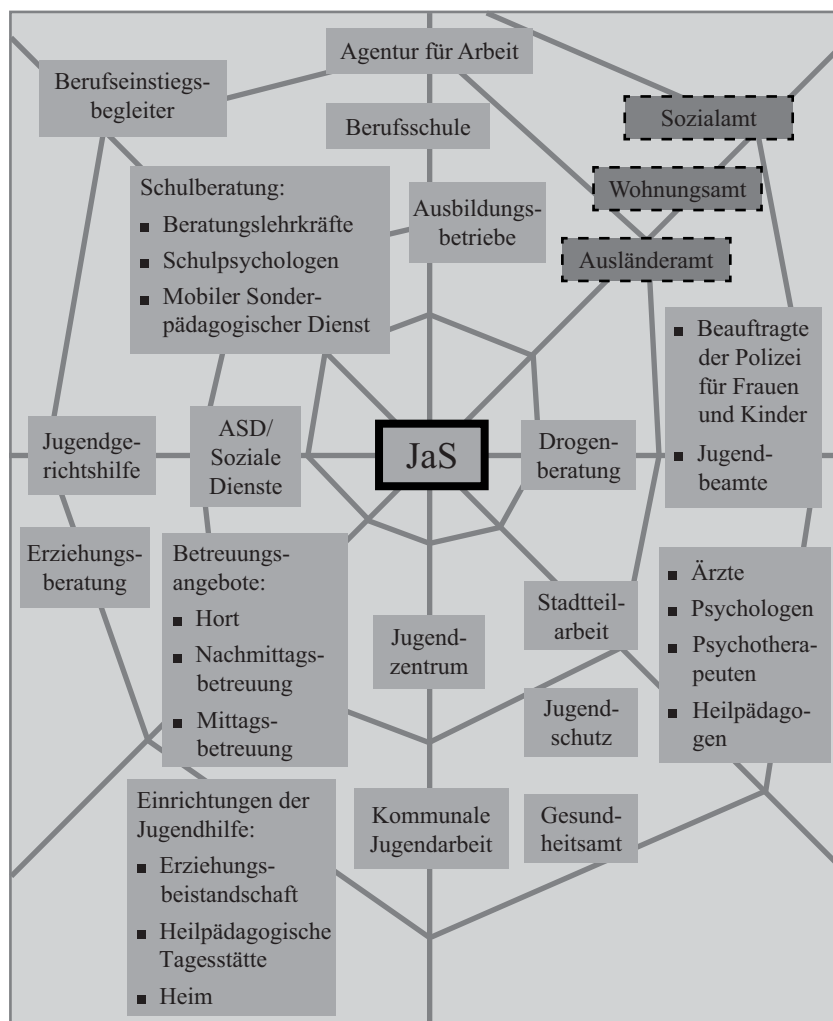 Agentur für Arbeit
Berufseinstiegs-
begleiter
Berufsschule
Sozialamt
Schulberatung:
▪ Beratungslehrkräfte
▪ Schulpsychologen
▪ Mobiler Sonder-
pädagogischer Dienst
Ausbildungs-
betriebe
Wohnungsamt
Ausländeramt
▪ Beauftragte
der Polizei
für Frauen
und Kinder
▪ Jugend-
beamte
Jugendge-
richtshilfe
ASD/
Soziale
Dienste
JaS
Drogen-
beratung
Erziehungs-
beratung
Betreuungs-
angebote:
▪ Hort
▪ Nachmittags-
betreuung
▪ Mittags-
betreuung
Jugend-
zentrum
Stadtteil-
arbeit
▪ Ärzte
▪ Psychologen
▪ Psychothera-
peuten
▪ Heilpädago-
gen
Jugend-
schutz
Einrichtungen der
Jugendhilfe:
▪ Erziehungs-
beistandschaft
▪ Heilpädagogische
Tagesstätte
▪ Heim
Kommunale
Jugendarbeit
Gesund-
heitsamt